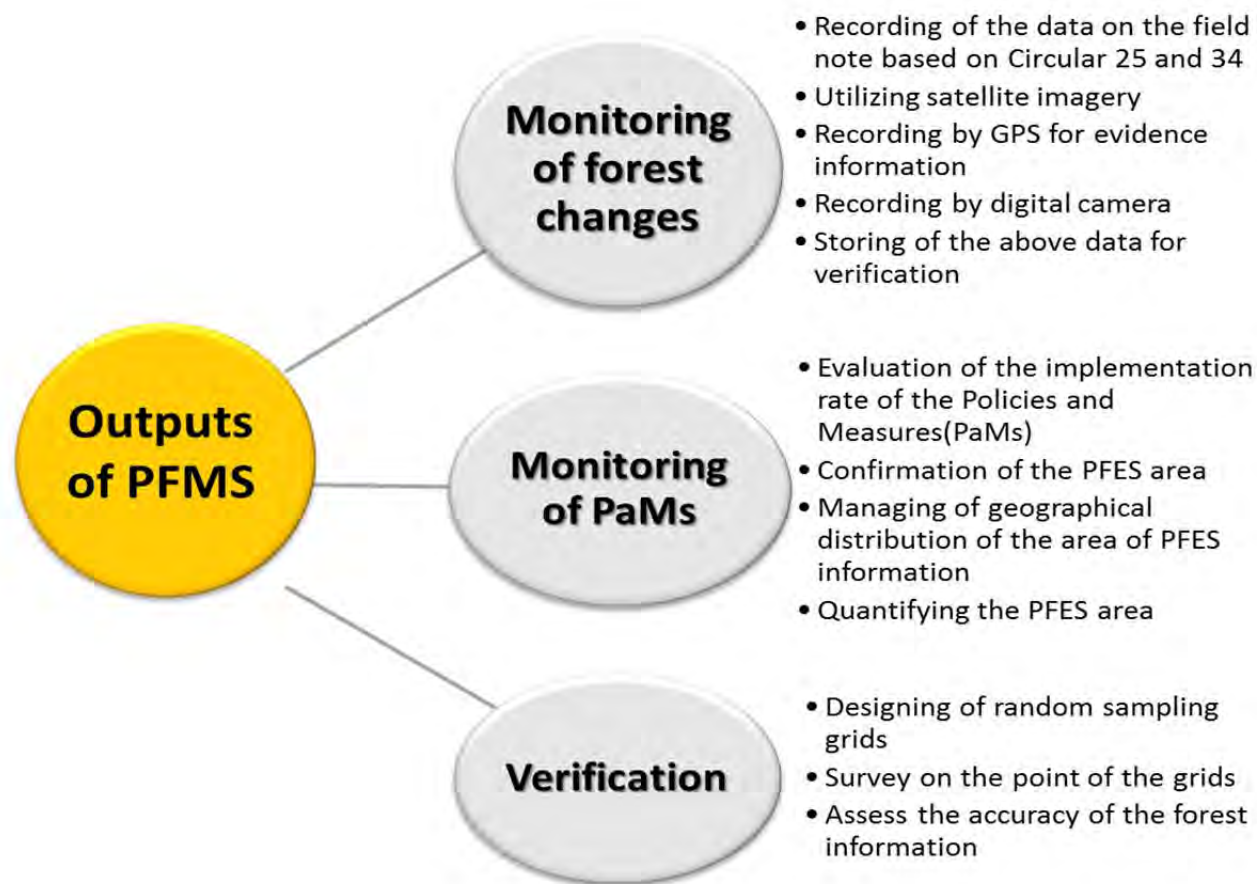 Outputs
of PFMS
Monitoring
of forest
changes
• Recording of the data on the field
note based on Circular 25 and 34
• Utilizing satellite imagery
• Recording by GPS for evidence
information
• Recording by digital camera
• Storing of the above data for
verification
Monitoring
of PaMs
• Evaluation of the implementation
rate of the Policies and
Measures(PaMs)
• Confirmation of the PFES area
• Managing of geographical
distribution of the area of PFES
information
• Quantifying the PFES area
Verification
• Designing of random sampling
grids
• Survey on the point of the grids
• Assess the accuracy of the forest
information